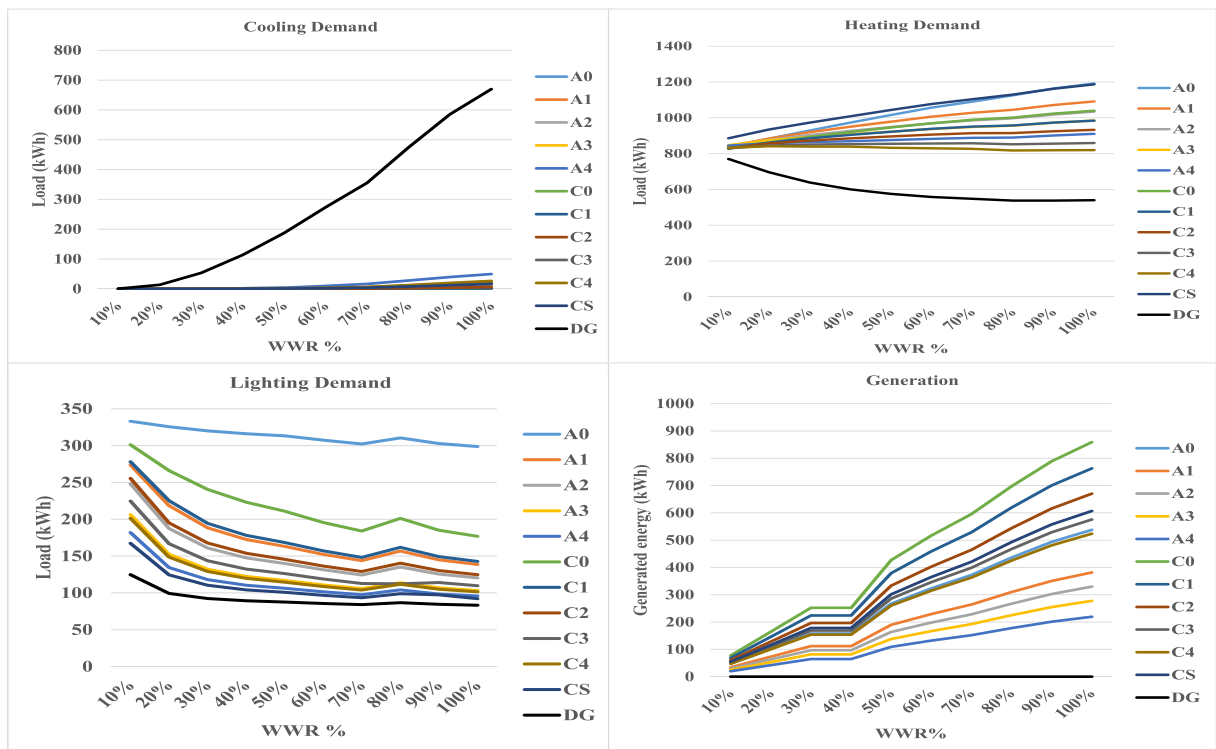 Cooling Demand
800
700
600
500
400
300
200
100
0
Load (kWh)
10%
20%
30%
40%
50%
60%
70%
80%
90%
100%
WWR %
A0
A1
A2
A3
A4
C0
C1
C2
C3
C4
CS
DG
Heating Demand
1400
1200
1000
800
600
400
200
0
Load (kWh)
10%
20%
30%
40%
50%
60%
70%
80%
90%
100%
WWR %
A0
A1
A2
A3
A4
C0
C1
C2
C3
C4
CS
DG
Lighting Demand
350
300
250
200
150
100
50
0
Load (kWh)
10%
20%
30%
40%
50%
60%
70%
80%
90%
100%
WWR %
A0
A1
A2
A3
A4
C0
C1
C2
C3
C4
CS
DG
Generation
1000
900
800
700
600
500
400
300
200
100
0
Generated energy (kWh)
10%
20%
30%
40%
50%
60%
70%
80%
90%
100%
WWR%
A0
A1
A2
A3
A4
C0
C1
C2
C3
C4
CS
DG